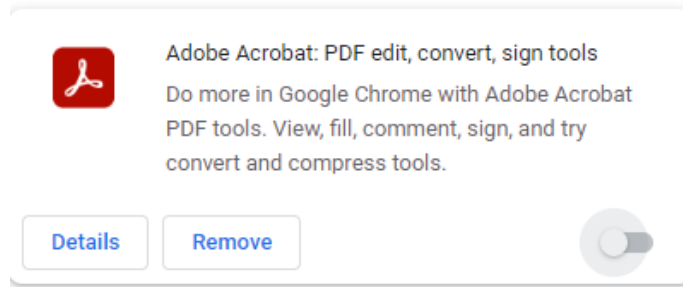 Adobe Acrobat: PDF edit, convert, sign tools
Do more in Google Chrome with Adobe Acrobat
PDF tools. View, fill, comment, sign, and try
convert and compress tools.
Details
Remove